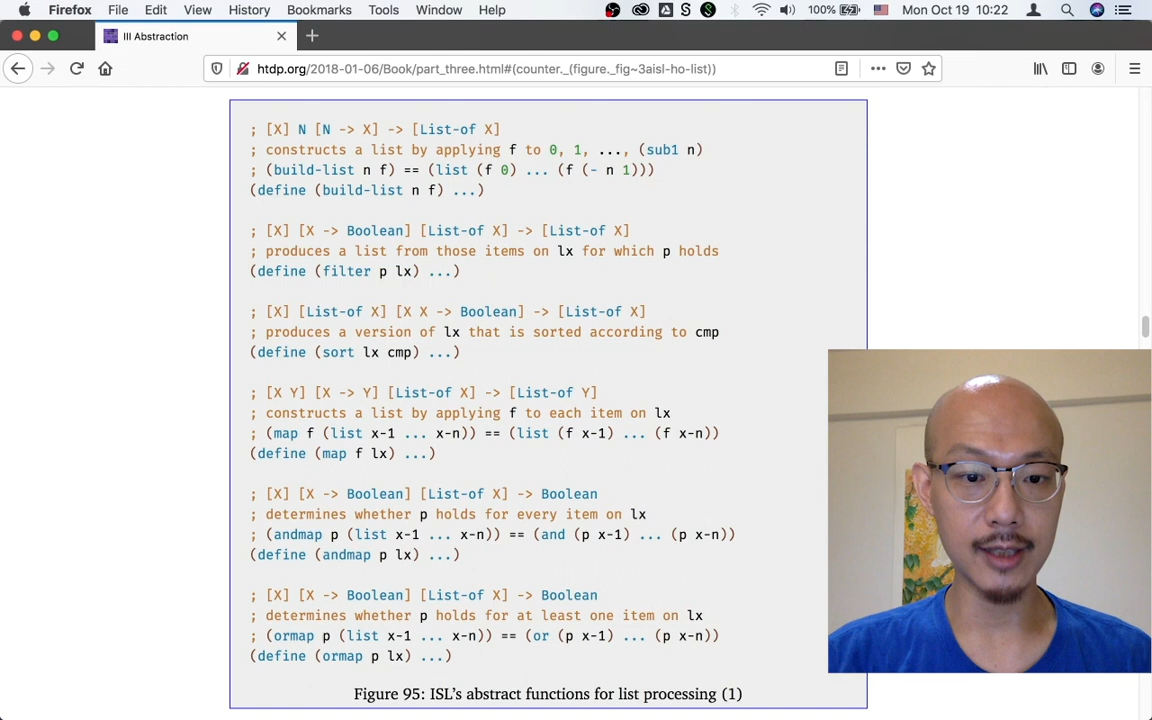 Firefox File Edit View History Bookmarks Tools Window Help 100% Mon Oct 19 10:22
III Abstraction
htdp.org/2018-01-06/Book/part_three.html#(counter._(figure._fig~3aisl-ho-list))
; [X] N [N -> X] -> [List-of X]
; constructs a list by applying f to 0, 1, ..., (sub1 n)
; (build-list n f) == (list (f 0) ... (f (- n 1)))
(define (build-list n f) ...)
; [X] [X -> Boolean] [List-of X] -> [List-of X]
; produces a list from those items on lx for which p holds
(define (filter p lx) ...)
; [X] [List-of X] [X X -> Boolean] -> [List-of X]
; produces a version of lx that is sorted according to cmp
(define (sort lx cmp) ...)
; [X Y] [X -> Y] [List-of X] -> [List-of Y]
; constructs a list by applying f to each item on lx
; (map f (list x-1 ... x-n)) == (list (f x-1) ... (f x-n))
(define (map f lx) ...)
; [X] [X -> Boolean] [List-of X] -> Boolean
; determines whether p holds for every item on lx
; (andmap p (list x-1 ... x-n)) == (and (p x-1) ... (p x-n))
(define (andmap p lx) ...)
; [X] [X -> Boolean] [List-of X] -> Boolean
; determines whether p holds for at least one item on lx
; (ormap p (list x-1 ... x-n)) == (or (p x-1) ... (p x-n))
(define (ormap p lx) ...)
Figure 95: ISL's abstract functions for list processing (1)